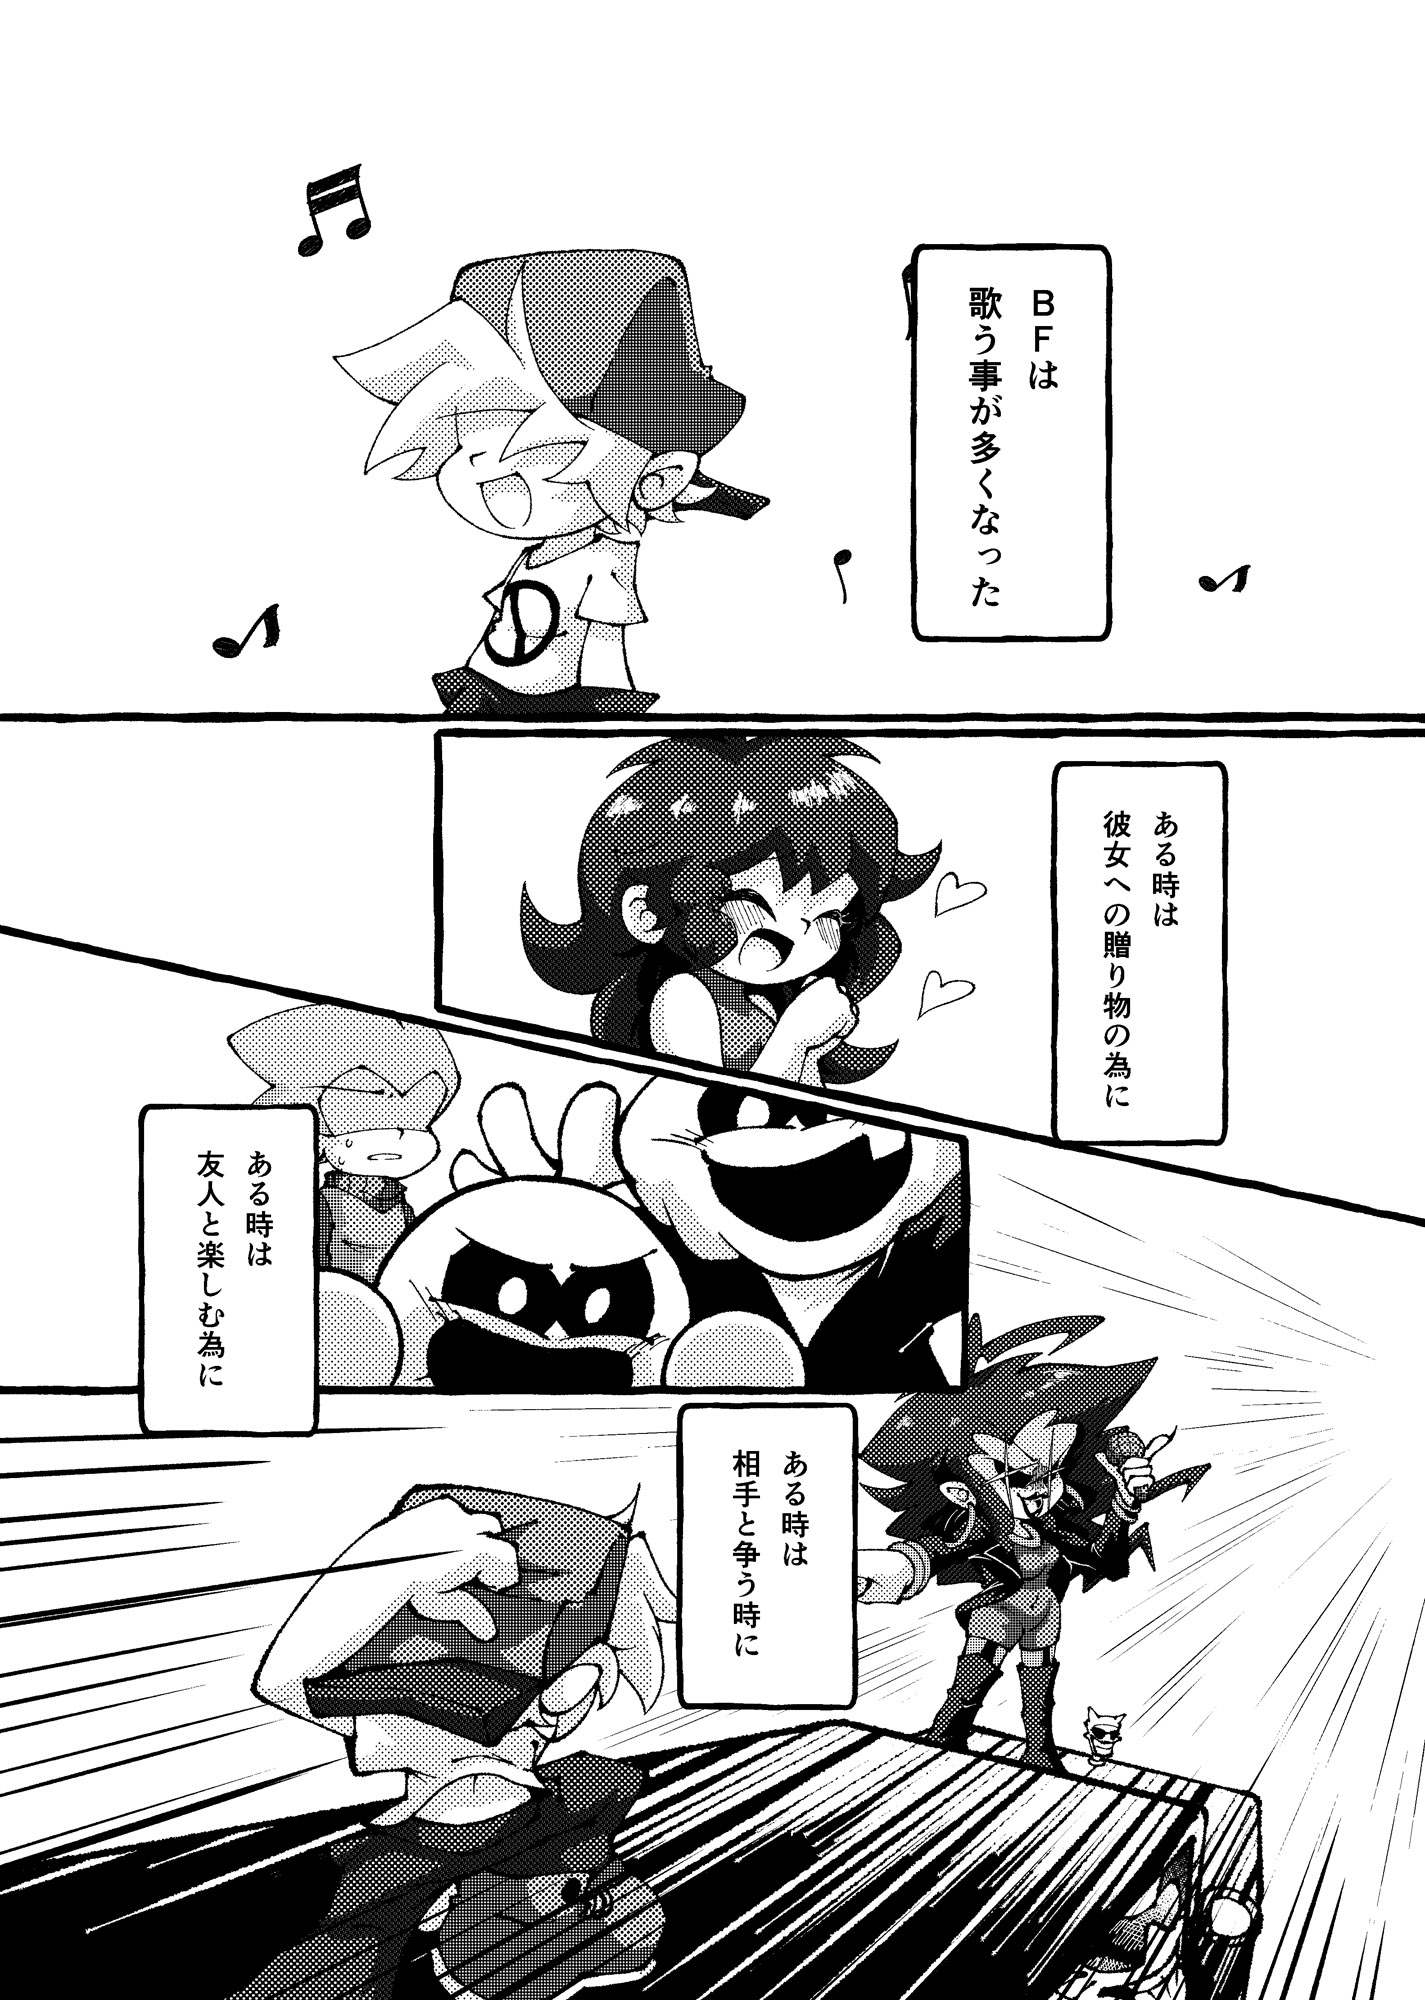 BFは
歌う事が多くなった
ある時は
彼女への贈り物の為に
ある時は
友人と楽しむ為に
ある時は
相手と争う時に